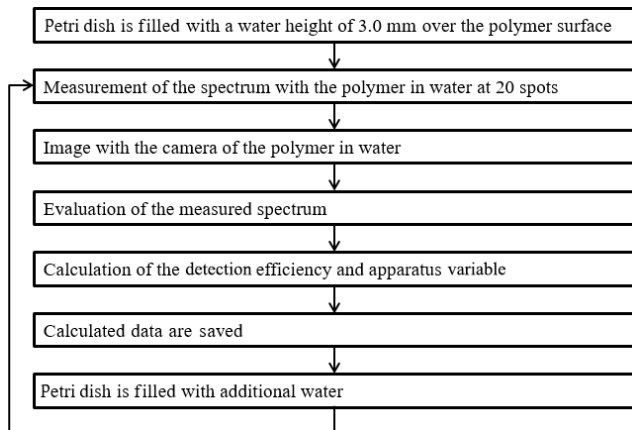 Petri dish is filled with a water height of 3.0 mm over the polymer surface
Measurement of the spectrum with the polymer in water at 20 spots
Image with the camera of the polymer in water
Evaluation of the measured spectrum
Calculation of the detection efficiency and apparatus variable
Calculated data are saved
Petri dish is filled with additional water